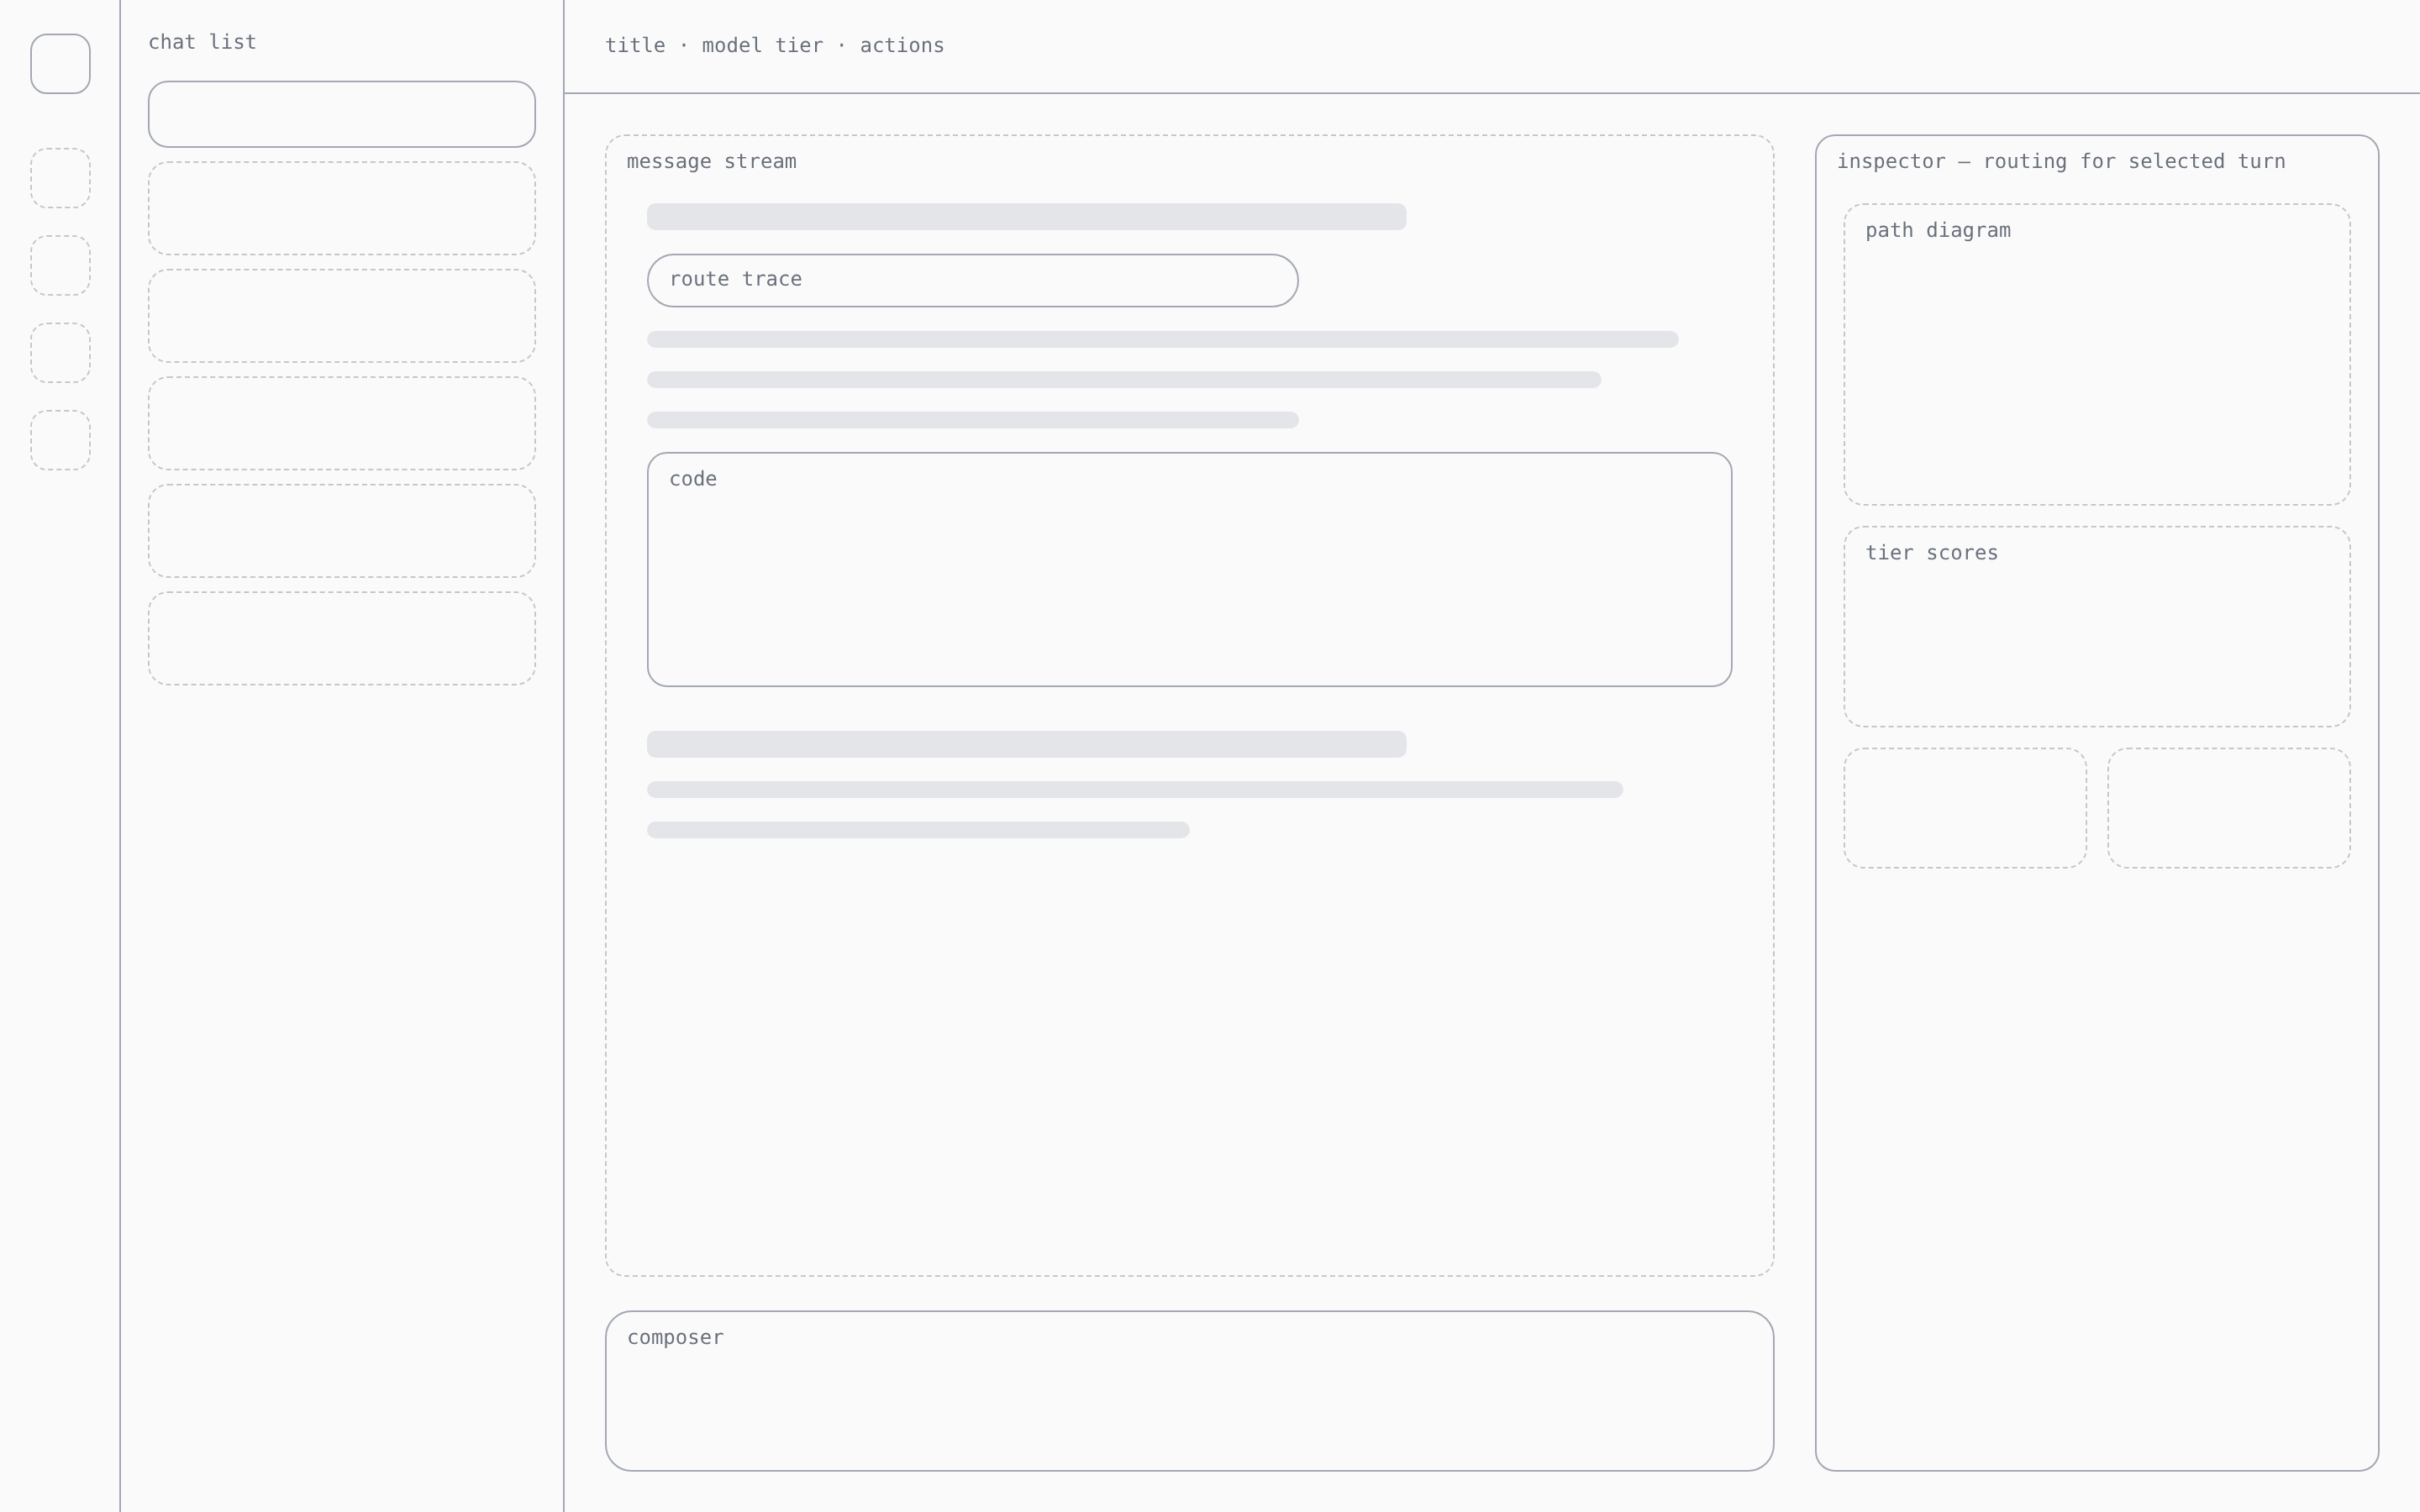 chat list
title · model tier · actions
message stream
route trace
code
composer
inspector — routing for selected turn
path diagram
tier scores